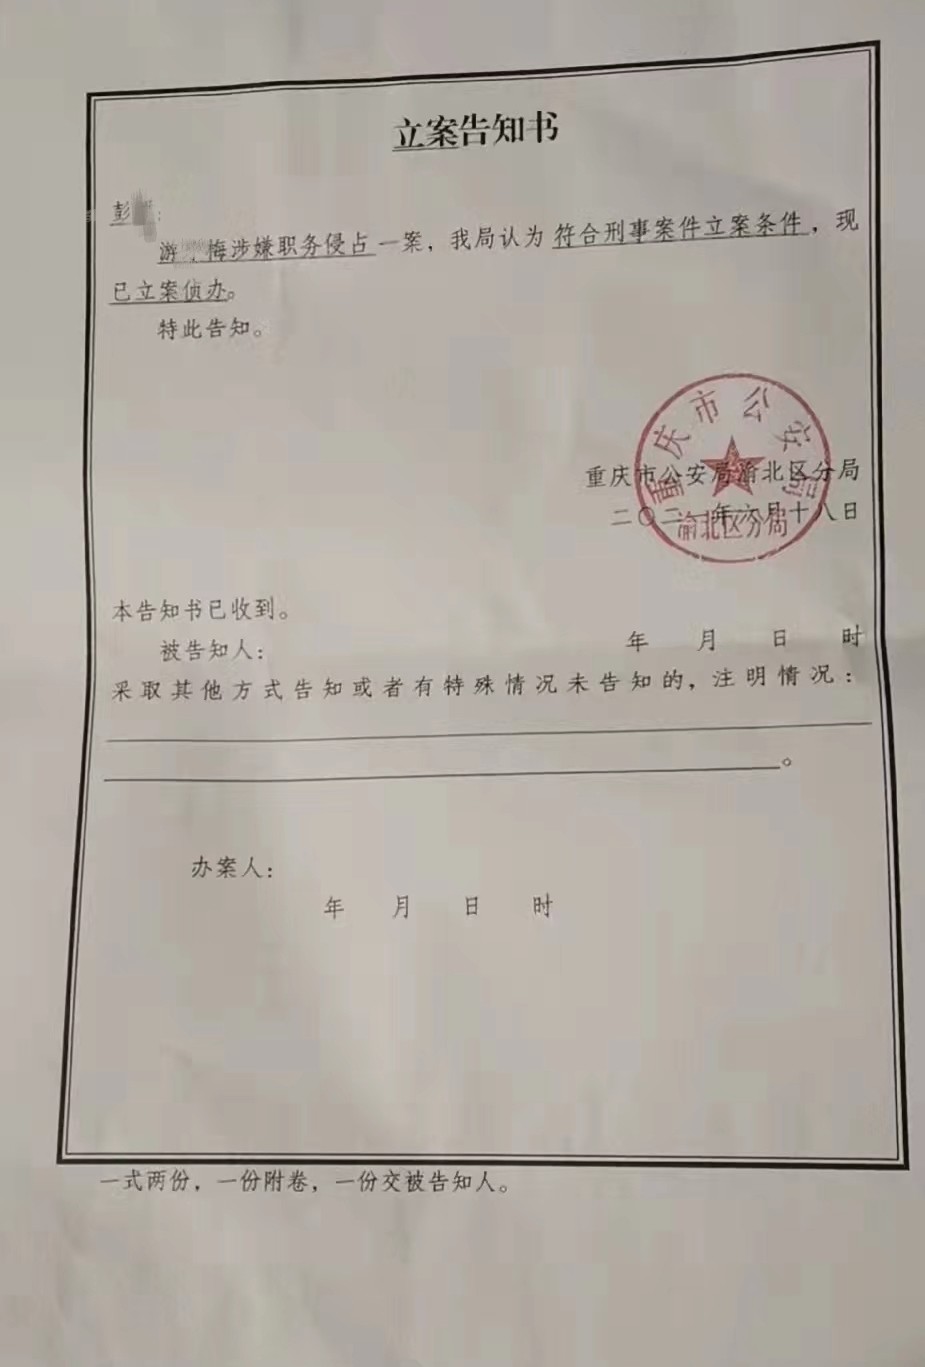 立案告知书
彭 :
游 梅涉嫌职务侵占一案，我局认为符合刑事案件立案条件，现
已立案侦办。
特此告知。
重庆市公安局渝北区分局
二〇二 年六月十八日
重庆市公安局
渝北区分局
本告知书已收到。
被告知人： 年 月 日 时
采取其他方式告知或者有特殊情况未告知的，注明情况：
。
办案人：
年 月 日 时
一式两份，一份附卷，一份交被告知人。